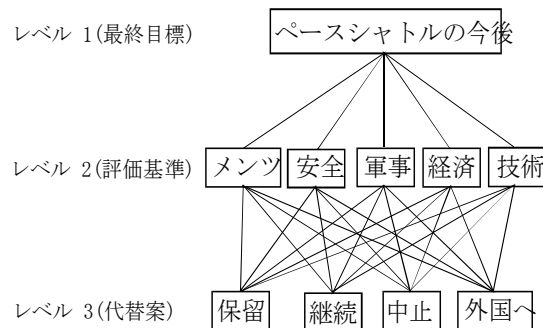 レベル 1(最終目標) ペースシャトルの今後
レベル 2(評価基準) メンツ 安全 軍事 経済 技術
レベル 3(代替案) 保留 継続 中止 外国へ